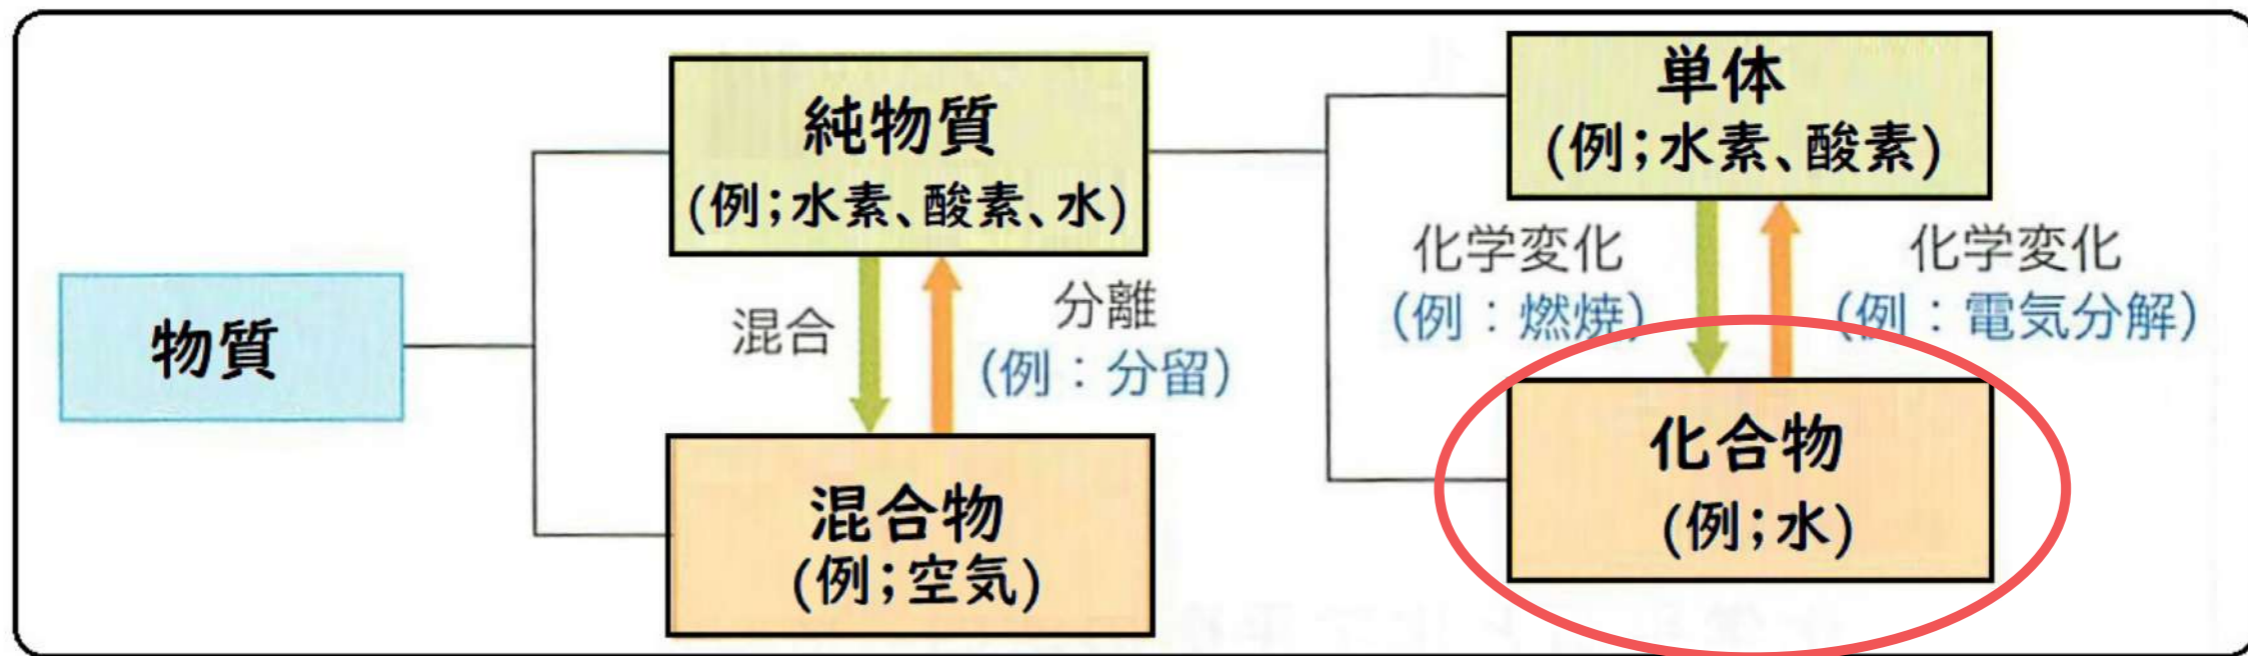 物質
純物質
(例;水素、酸素、水)
混合
分離
(例：分留)
混合物
(例;空気)
単体
(例;水素、酸素)
化学変化
(例：燃焼)
化学変化
(例：電気分解)
化合物
(例;水)